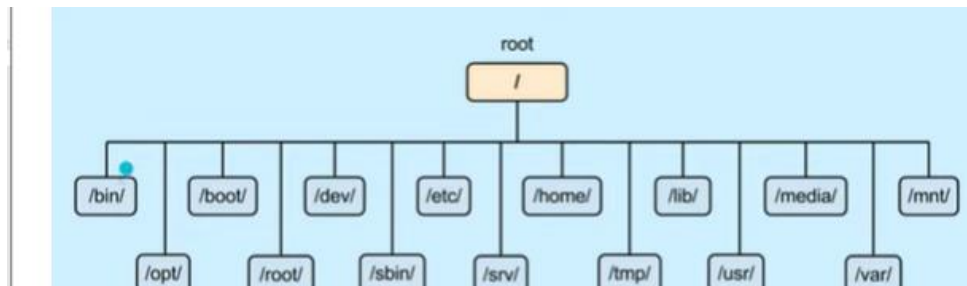 root
/
/bin/ /boot/ /dev/ /etc/ /home/ /lib/ /media/ /mnt/
/opt/ /root/ /sbin/ /srv/ /tmp/ /usr/ /var/